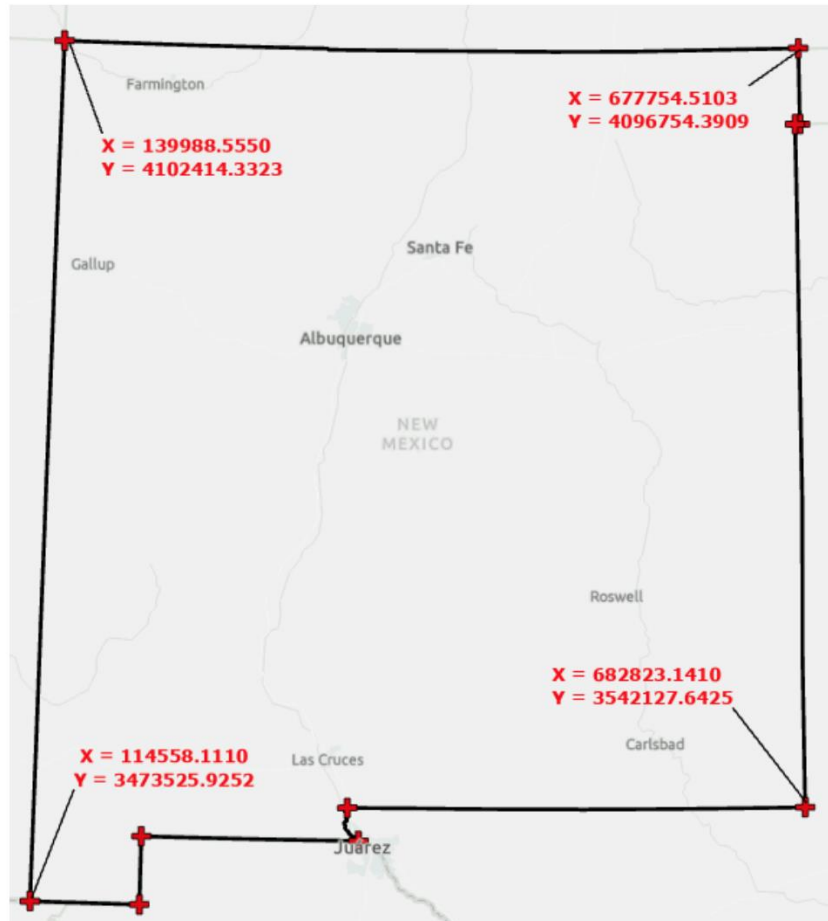 Farmington
X = 677754.5103
Y = 4096754.3909
X = 139988.5550
Y = 4102414.3323
Santa Fe
Gallup
Albuquerque
NEW
MEXICO
Roswell
X = 682823.1410
Y = 3542127.6425
X = 114558.1110
Y = 3473525.9252
Las Cruces
Carlsbad
Juárez